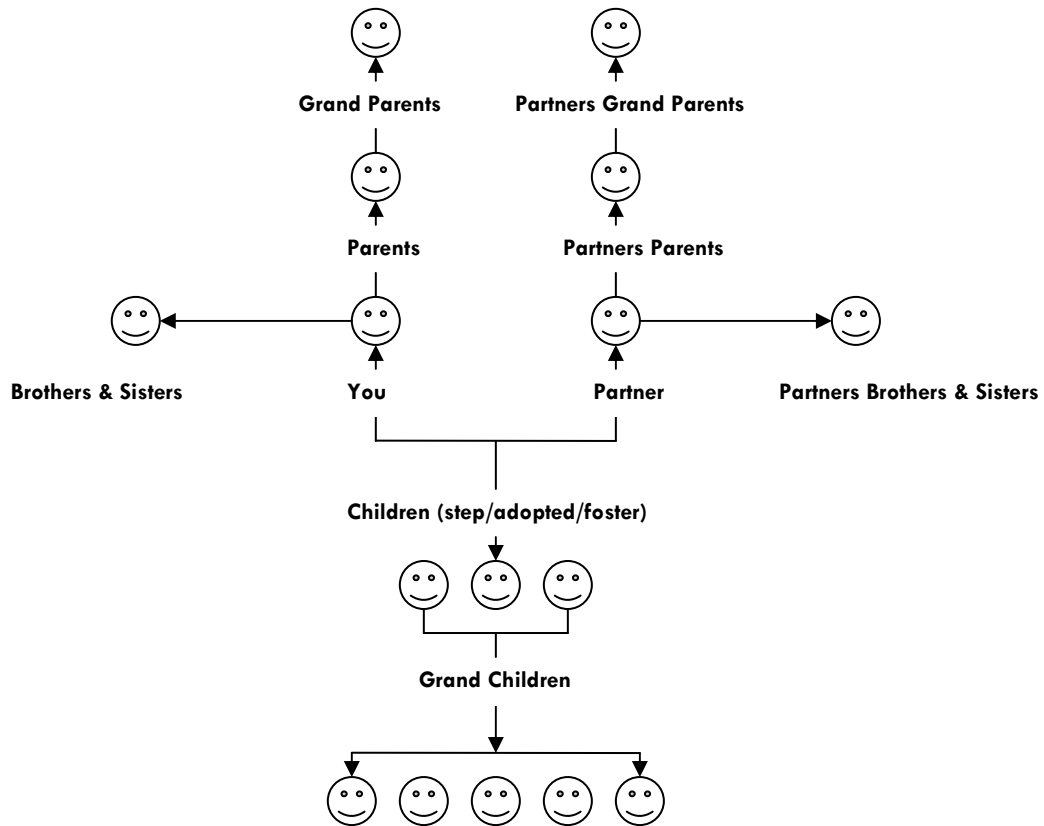 Grand Parents
Partners Grand Parents
Parents
Partners Parents
Brothers & Sisters
You
Partner
Partners Brothers & Sisters
Children (step/adopted/foster)
Grand Children